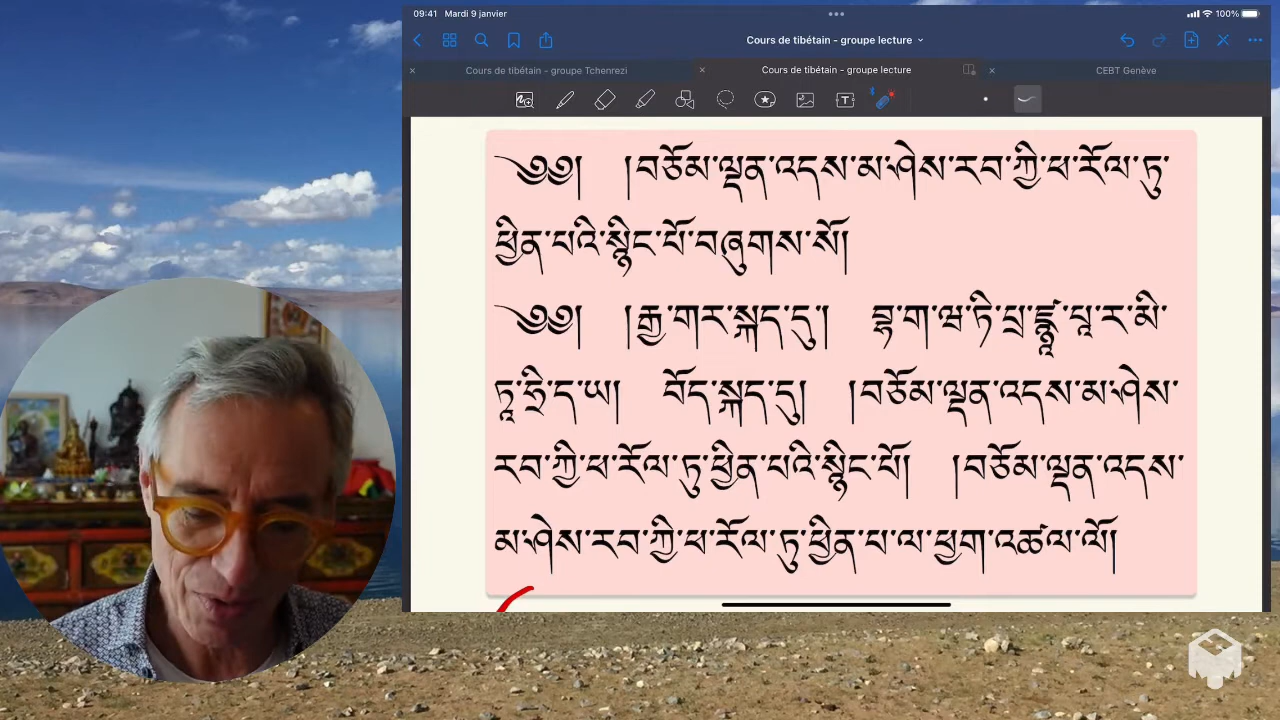 09:41 Mardi 9 janvier
100%
Cours de tibétain - groupe lecture
Cours de tibétain - groupe Tchenrezi
Cours de tibétain - groupe lecture
CEBT Genève
༄༅། །བཅོམ་ལྡན་འདས་མ་ཤེས་རབ་ཀྱི་ཕ་རོལ་ཏུ་
ཕྱིན་པའི་སྙིང་པོ་བཞུགས་སོ།
༄༅། །རྒྱ་གར་སྐད་དུ། བྷ་ག་ཝ་ཏི་པྲ་ཛྙཱ་པཱ་ར་མི་
ཏཱ་ཧྲི་ད་ཡ། བོད་སྐད་དུ། །བཅོམ་ལྡན་འདས་མ་ཤེས་
རབ་ཀྱི་ཕ་རོལ་ཏུ་ཕྱིན་པའི་སྙིང་པོ། །བཅོམ་ལྡན་འདས་
མ་ཤེས་རབ་ཀྱི་ཕ་རོལ་ཏུ་ཕྱིན་པ་ལ་ཕྱག་འཚལ་ལོ།